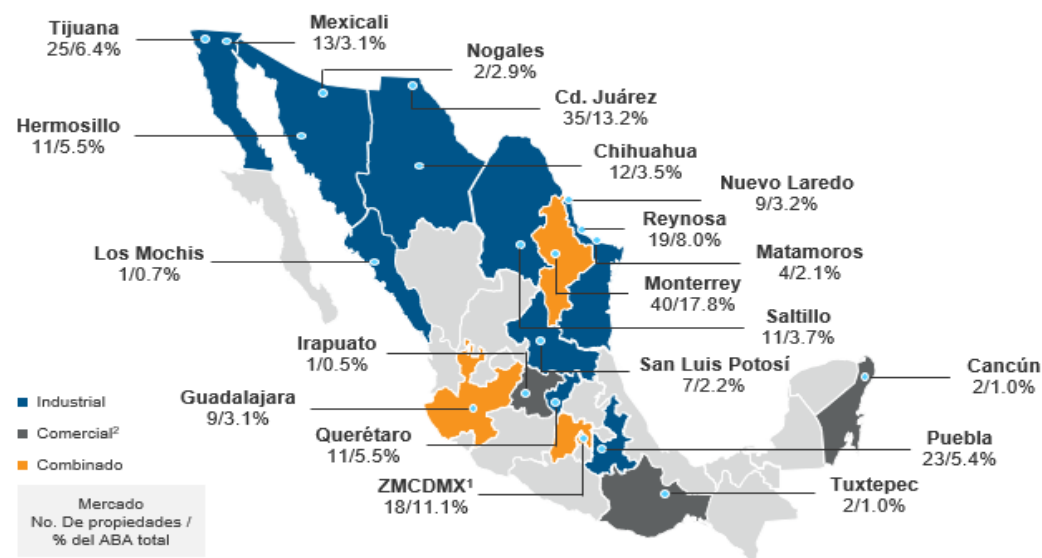 Tijuana
25/6.4%
Mexicali
13/3.1%
Nogales
2/2.9%
Cd. Juárez
35/13.2%
Hermosillo
11/5.5%
Chihuahua
12/3.5%
Nuevo Laredo
9/3.2%
Reynosa
19/8.0%
Los Mochis
1/0.7%
Matamoros
4/2.1%
Monterrey
40/17.8%
Saltillo
11/3.7%
Irapuato
1/0.5%
San Luis Potosí
7/2.2%
Cancún
2/1.0%
Guadalajara
9/3.1%
Querétaro
11/5.5%
Puebla
23/5.4%
ZMCDMX¹
18/11.1%
Tuxtepec
2/1.0%
Industrial
Comercial²
Combinado
Mercado
No. De propiedades /
% del ABA total